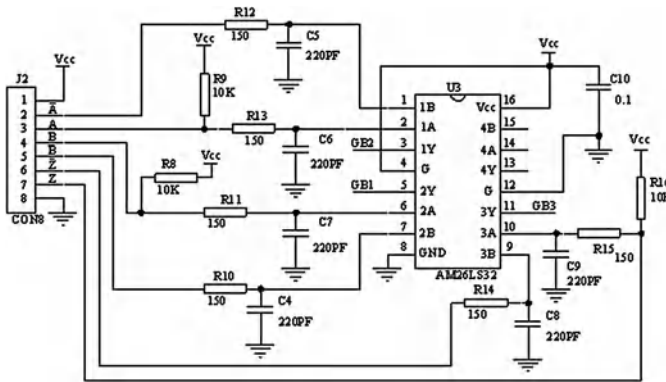 R12
150
C5
220PF
Vcc
R9
10K
R13
150
C6
220PF
Vcc
J2
1
2
3
4
5
6
7
8
A̅
A
B
B
Z̅
Z
CON8
R8
10K
Vcc
R11
150
C7
220PF
R10
150
C4
220PF
GB2
GB1
U3
1 1B Vcc 16
2 1A 4B 15
3 1Y 4A 14
4 G 4Y 13
5 2Y G 12
6 2A 3Y 11
7 2B 3A 10
8 GND 3B 9
AM26LS32
Vcc
C10
0.1
Vcc
GB3
R15
150
C9
220PF
R14
150
C8
220PF